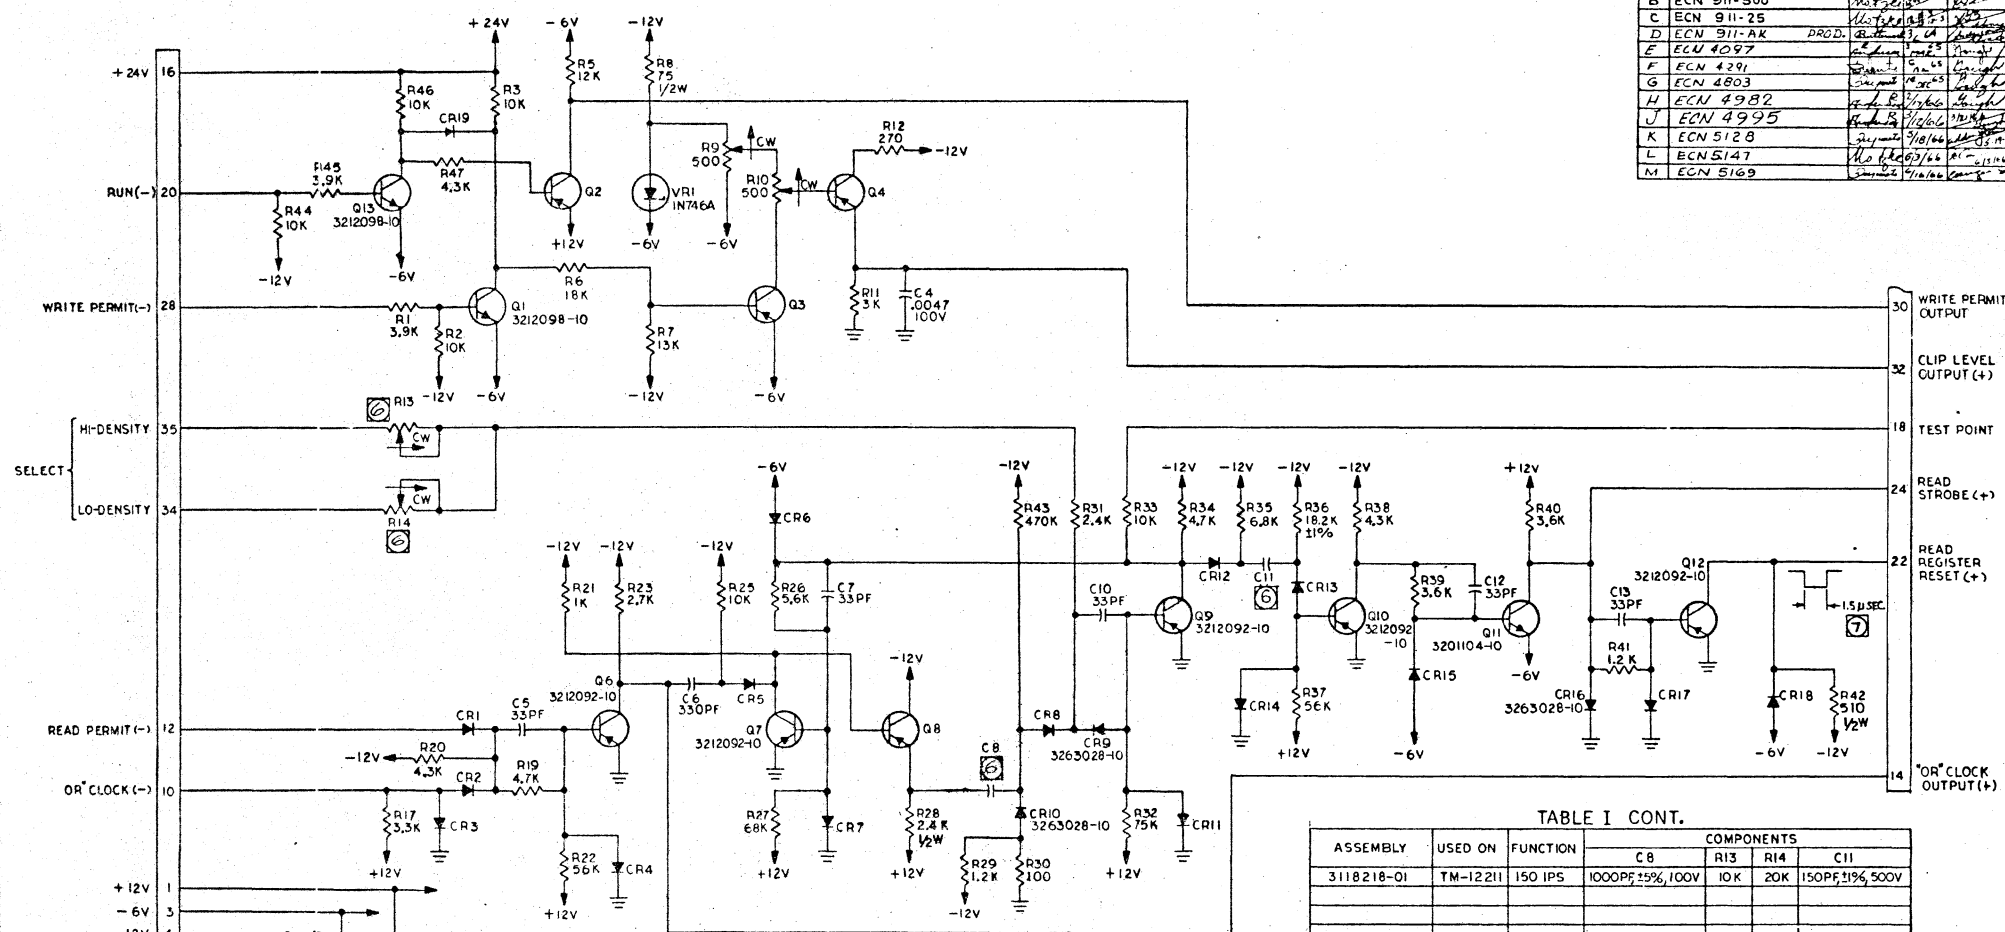 B ECN 911-500
C ECN 911-25
D ECN 911-AK PROD.
E ECN 4097
F ECN 4291
G ECN 4803
H ECN 4982
J ECN 4995
K ECN 5128 5/18/66
L ECN 5147
M ECN 5169
+24V 16
RUN(-) 20
WRITE PERMIT(-) 28
SELECT
HI-DENSITY 35
LO-DENSITY 34
READ PERMIT(-) 12
"OR" CLOCK(-) 10
+12V 1
-6V 3
+24V
-6V
-12V
R46
10K
R3
10K
R5
12K
R8
75
1/2W
CR19
R45
3.9K
R47
4.3K
Q13
3212098-10
R44
10K
-12V
-6V
Q2
+12V
VR1
1N746A
-6V
R9
500
CW
-6V
R10
500
CW
R12
270
-12V
Q4
R6
18K
Q1
3212098-10
R1
3.9K
R2
10K
-12V
-6V
R7
13K
-12V
Q3
-6V
R11
3K
C4
.0047
100V
30 WRITE PERMIT
OUTPUT
32 CLIP LEVEL
OUTPUT (+)
18 TEST POINT
24 READ
STROBE (+)
22 READ
REGISTER
RESET (+)
14 "OR" CLOCK
OUTPUT (+)
6 R13
CW
CW
R14
6
-6V
CR6
-12V
R21
1K
-12V
R23
2.7K
-12V
R25
10K
R26
5.6K
C7
33PF
Q6
3212092-10
C6
330PF
CR5
Q7
3212092-10
-12V
Q8
CR1
C5
33PF
-12V
R20
4.3K
CR2
R19
4.7K
R17
3.3K
+12V
CR3
R22
56K
+12V
CR4
R27
68K
+12V
CR7
R28
2.4K
1/2W
+12V
C8
6
-12V
R43
470K
R31
2.4K
R33
10K
CR8
CR9
3263028-10
CR10
3263028-10
R29
1.2K
-12V
R30
100
R32
75K
+12V
CR11
C10
33PF
-12V
R34
4.7K
-12V
R35
6.8K
-12V
R36
18.2K
±1%
-12V
R38
4.3K
CR12
C11
6
CR13
Q9
3212092-10
Q10
3212092
-10
CR14
R37
56K
+12V
R39
3.6K
C12
33PF
CR15
-6V
+12V
R40
3.6K
Q11
3201104-10
-6V
C13
33PF
R41
1.2K
CR16
3263028-10
CR17
Q12
3212092-10
1.5µSEC.
7
CR18
-6V
R42
510
1/2W
-12V
TABLE I CONT.
ASSEMBLY USED ON FUNCTION COMPONENTS
C8 R13 R14 C11
3118218-01 TM-12211 150 IPS 1000PF,±5%,100V 10K 20K 150PF,±1%,500V